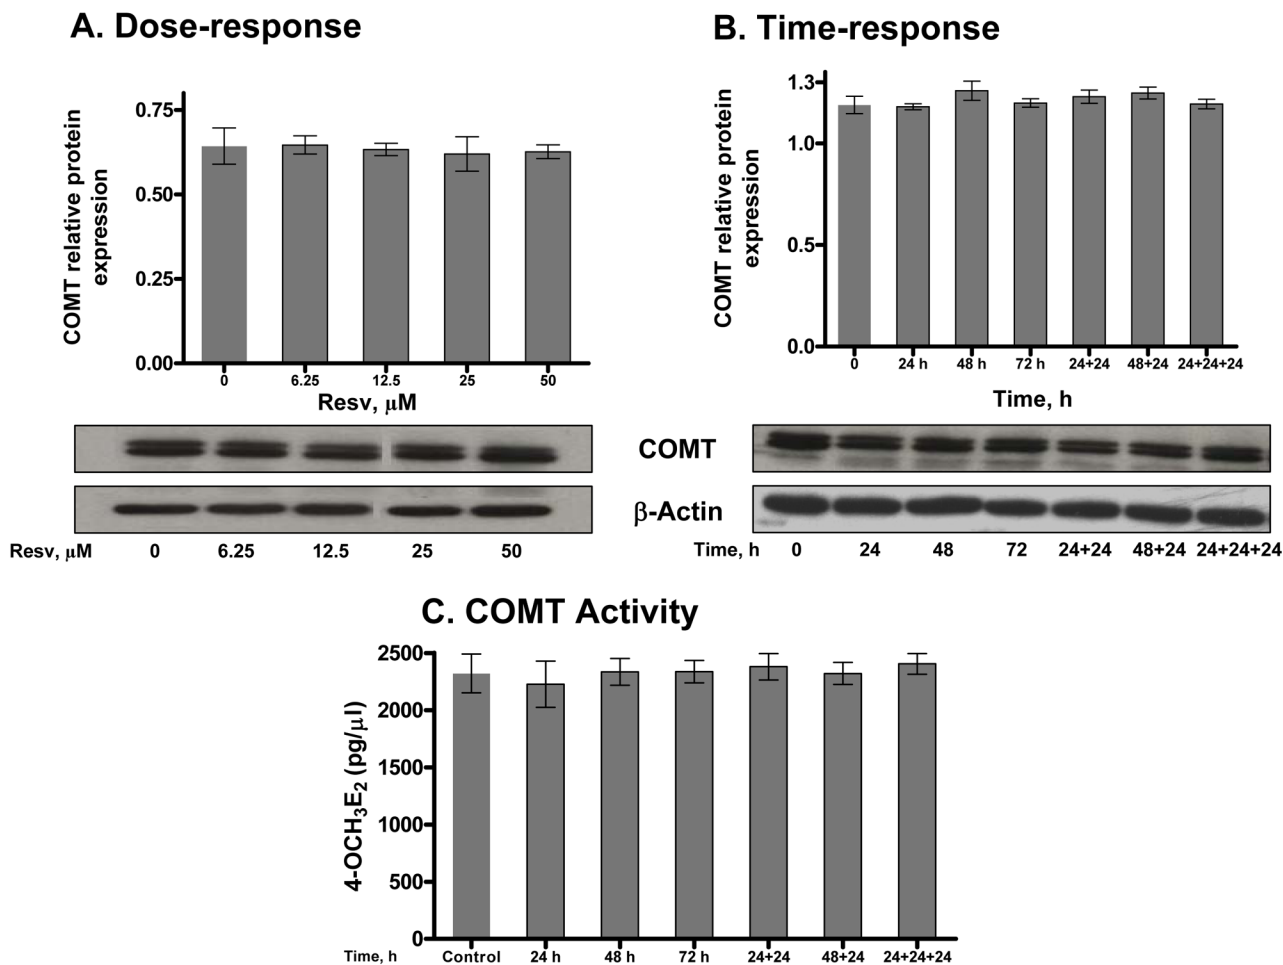 A. Dose-response
COMT relative protein
expression
0.75
0.50
0.25
0.00
0 6.25 12.5 25 50
Resv, μM
B. Time-response
COMT relative protein
expression
1.3
1.0
0.5
0.0
0 24 h 48 h 72 h 24+24 48+24 24+24+24
Time, h
COMT
β-Actin
Resv, μM 0 6.25 12.5 25 50
Time, h 0 24 48 72 24+24 48+24 24+24+24
C. COMT Activity
4-OCH₃E₂ (pg/μl)
2500
2000
1500
1000
500
0
Time, h Control 24 h 48 h 72 h 24+24 48+24 24+24+24